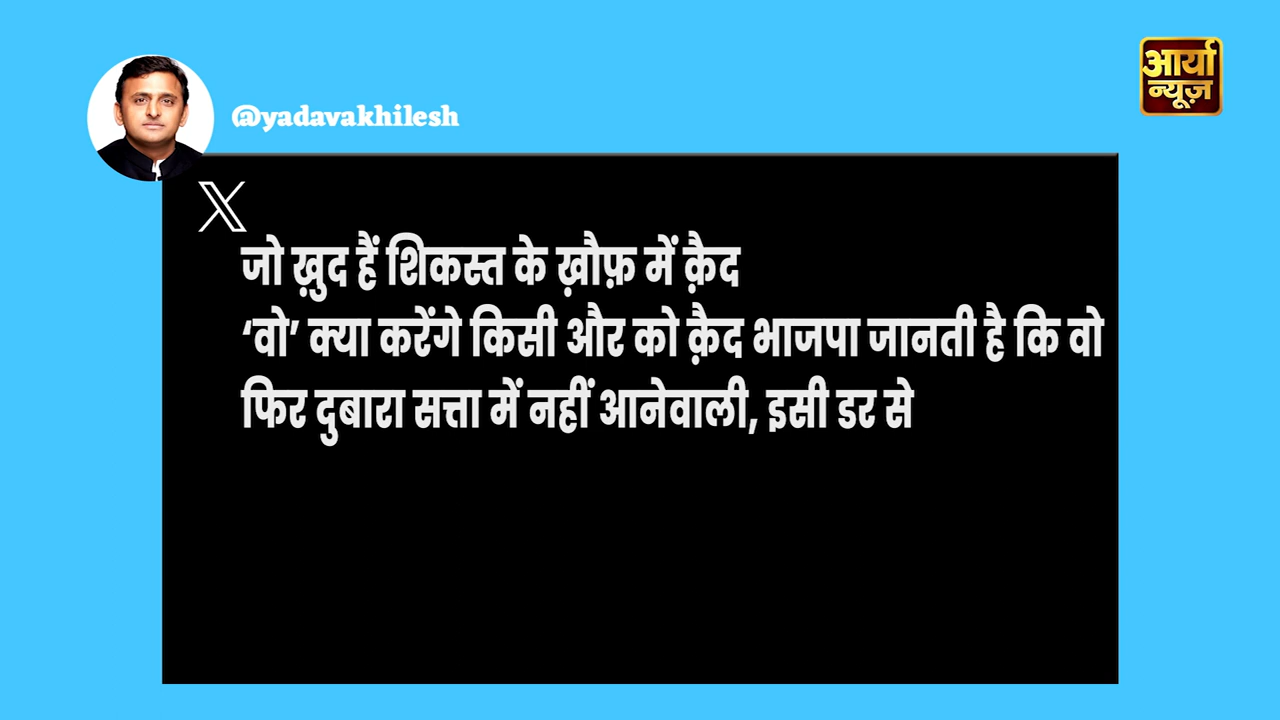 आर्या
न्यूज़
@yadavakhilesh
X
जो ख़ुद हैं शिकस्त के ख़ौफ़ में क़ैद
‘वो’ क्या करेंगे किसी और को क़ैद भाजपा जानती है कि वो
फिर दुबारा सत्ता में नहीं आनेवाली, इसी डर से